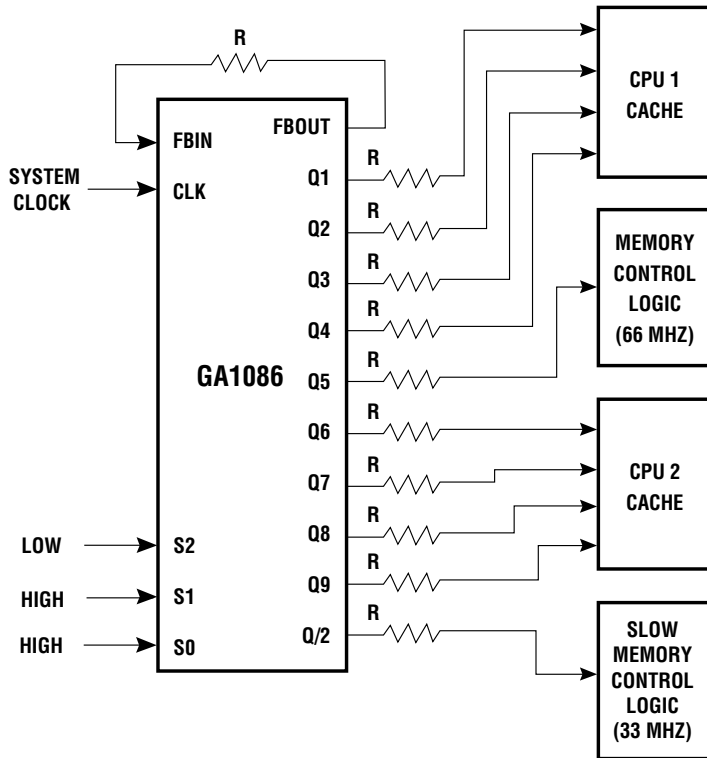 R
FBIN
FBOUT
SYSTEM
CLOCK
CLK
R
Q1
R
Q2
R
Q3
R
Q4
R
Q5
R
Q6
R
Q7
R
Q8
R
Q9
R
Q/2
GA1086
LOW
S2
HIGH
S1
HIGH
S0
CPU 1
CACHE
MEMORY
CONTROL
LOGIC
(66 MHZ)
CPU 2
CACHE
SLOW
MEMORY
CONTROL
LOGIC
(33 MHZ)